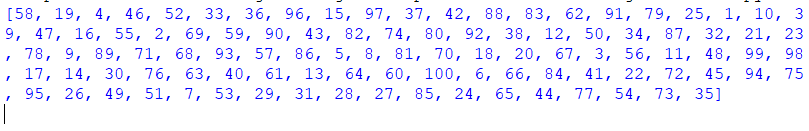 [58, 19, 4, 46, 52, 33, 36, 96, 15, 97, 37, 42, 88, 83, 62, 91, 79, 25, 1, 10, 3
9, 47, 16, 55, 2, 69, 59, 90, 43, 82, 74, 80, 92, 38, 12, 50, 34, 87, 32, 21, 23
, 78, 9, 89, 71, 68, 93, 57, 86, 5, 8, 81, 70, 18, 20, 67, 3, 56, 11, 48, 99, 98
, 17, 14, 30, 76, 63, 40, 61, 13, 64, 60, 100, 6, 66, 84, 41, 22, 72, 45, 94, 75
, 95, 26, 49, 51, 7, 53, 29, 31, 28, 27, 85, 24, 65, 44, 77, 54, 73, 35]